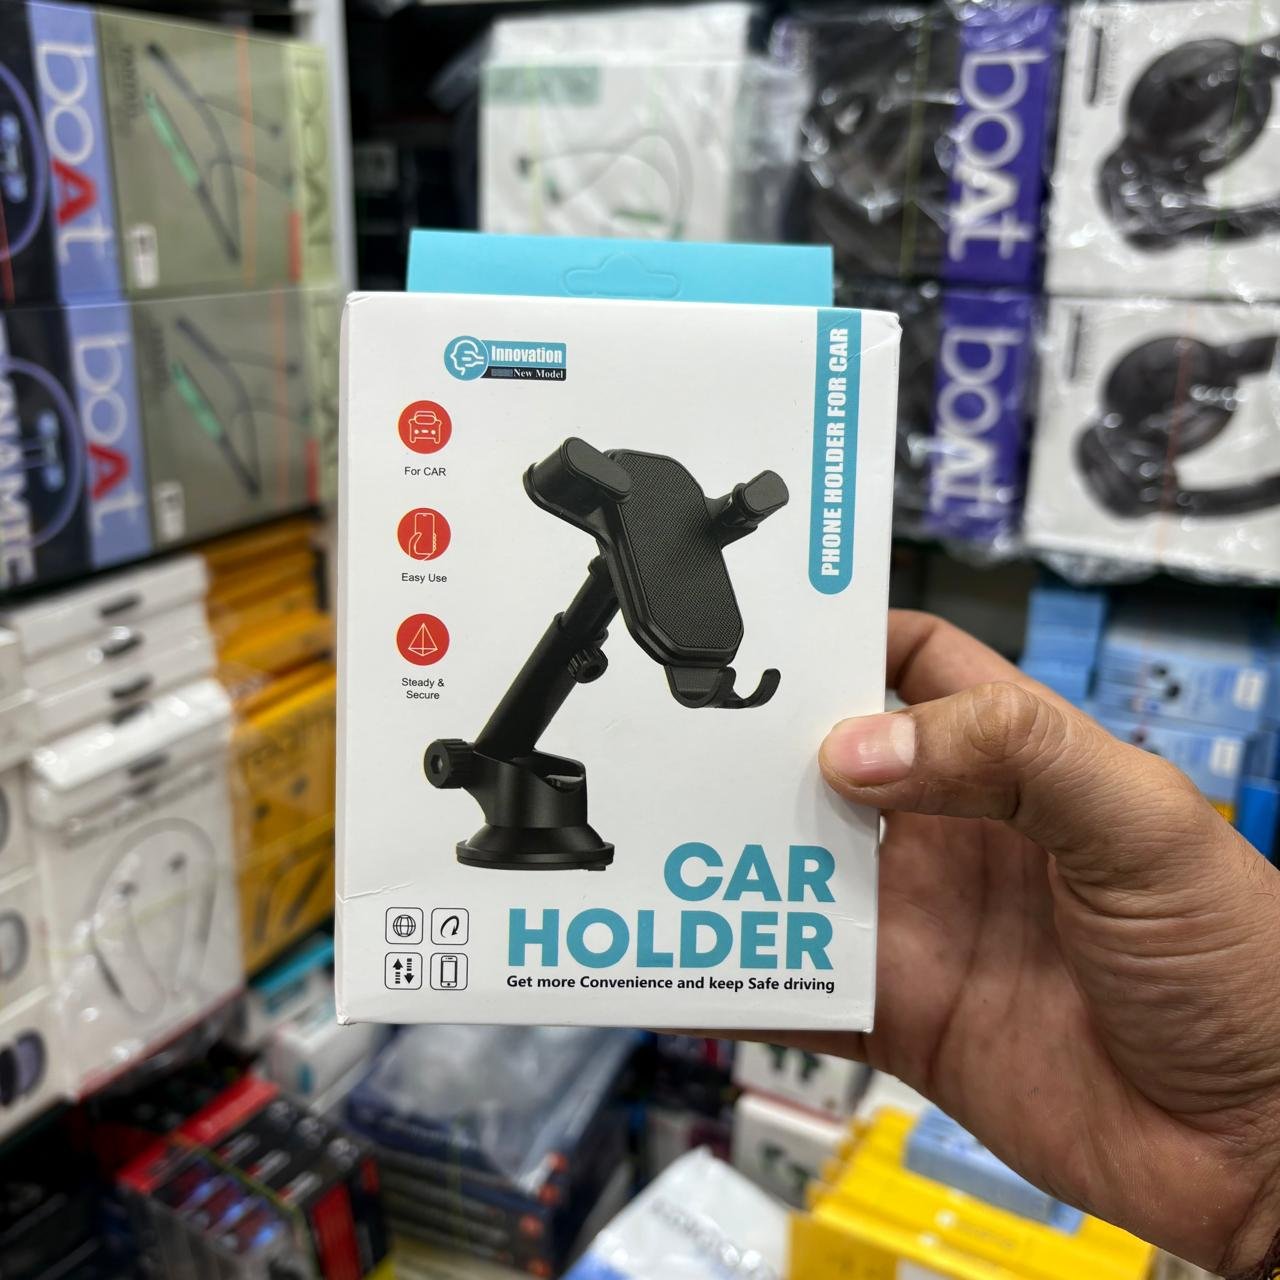 boAt
boAt
boAt
boAt
Innovation
New Model
PHONE HOLDER FOR CAR
For CAR
Easy Use
Steady &
Secure
CAR
HOLDER
Get more Convenience and keep Safe driving